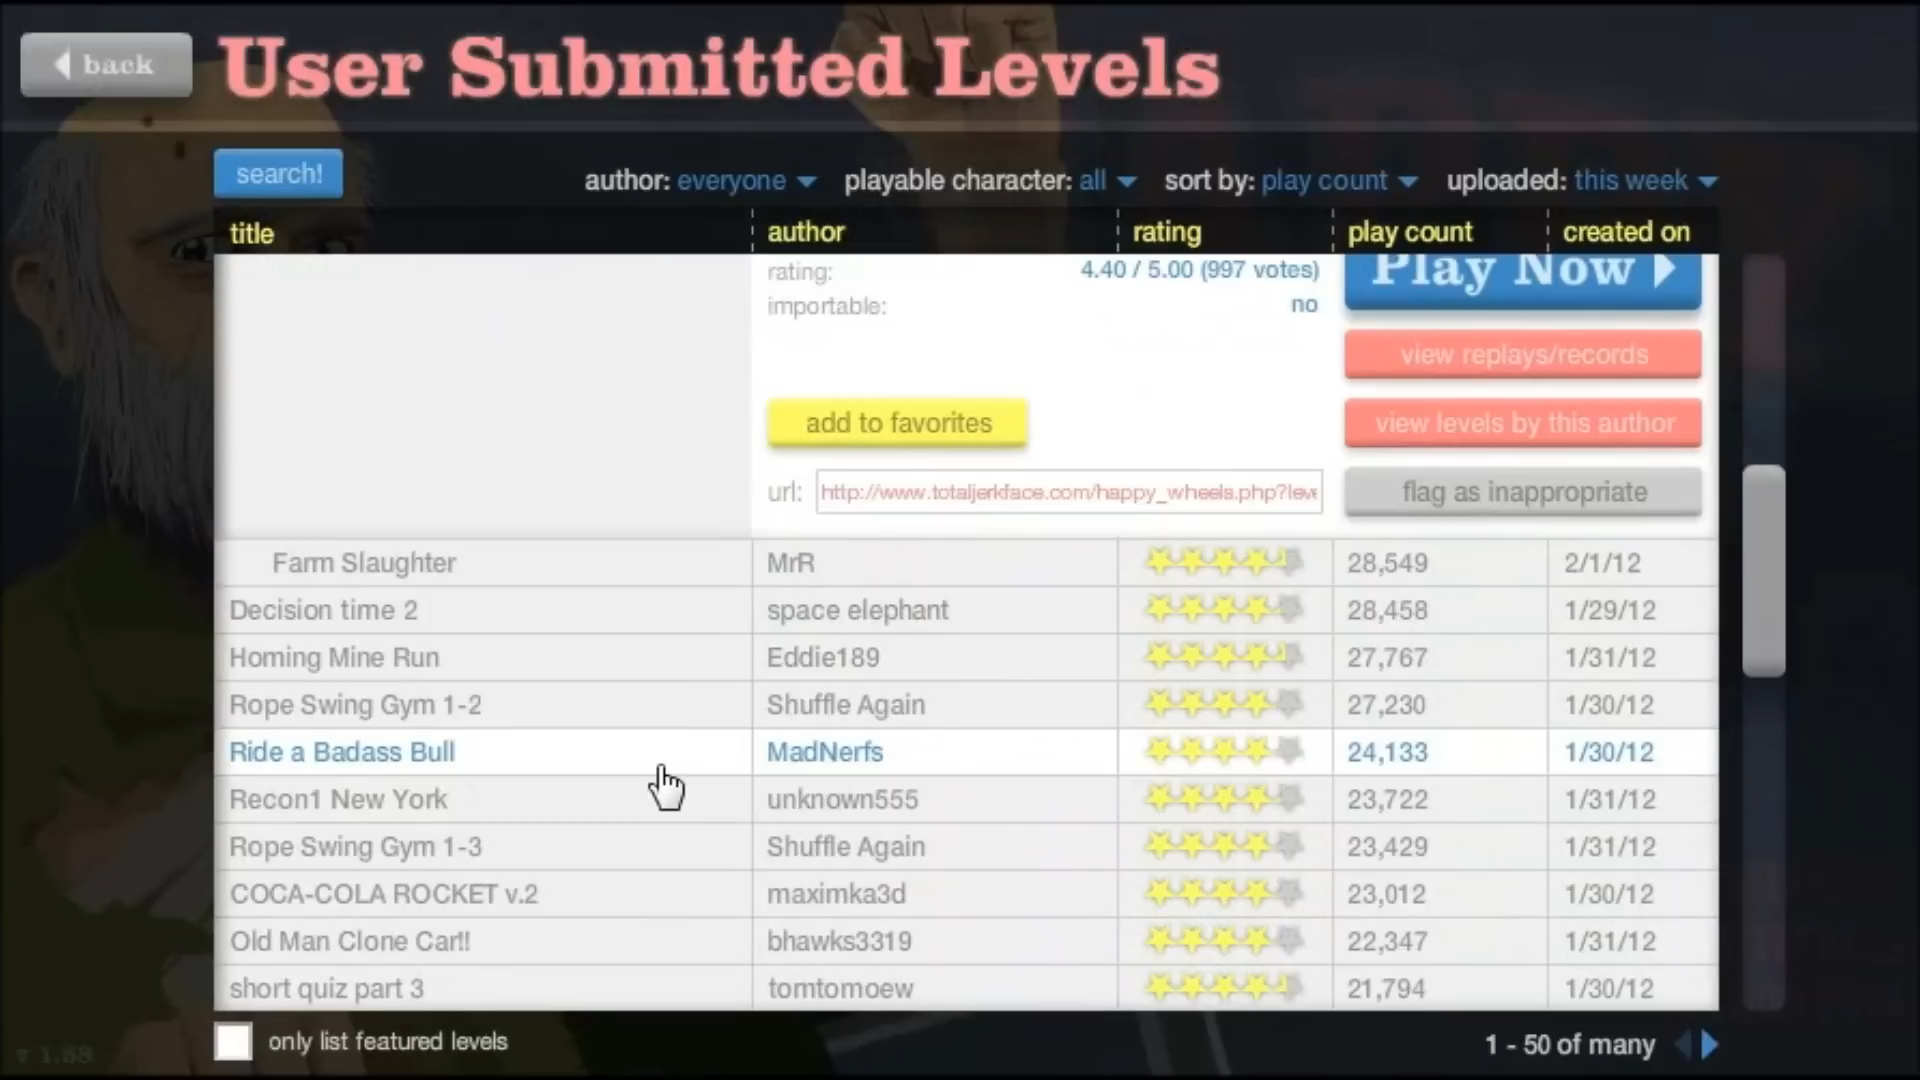 back
User Submitted Levels
search!
author: everyone
playable character: all
sort by: play count
uploaded: this week
title author rating play count created on
rating: 4.40 / 5.00 (997 votes)
importable: no
Play Now
view replays/records
add to favorites
view levels by this author
url: http://www.totaljerkface.com/happy_wheels.php?leve
flag as inappropriate
Farm Slaughter MrR 28,549 2/1/12
Decision time 2 space elephant 28,458 1/29/12
Homing Mine Run Eddie189 27,767 1/31/12
Rope Swing Gym 1-2 Shuffle Again 27,230 1/30/12
Ride a Badass Bull MadNerfs 24,133 1/30/12
Recon1 New York unknown555 23,722 1/31/12
Rope Swing Gym 1-3 Shuffle Again 23,429 1/31/12
COCA-COLA ROCKET v.2 maximka3d 23,012 1/30/12
Old Man Clone Car!! bhawks3319 22,347 1/31/12
short quiz part 3 tomtomoew 21,794 1/30/12
only list featured levels
1 - 50 of many